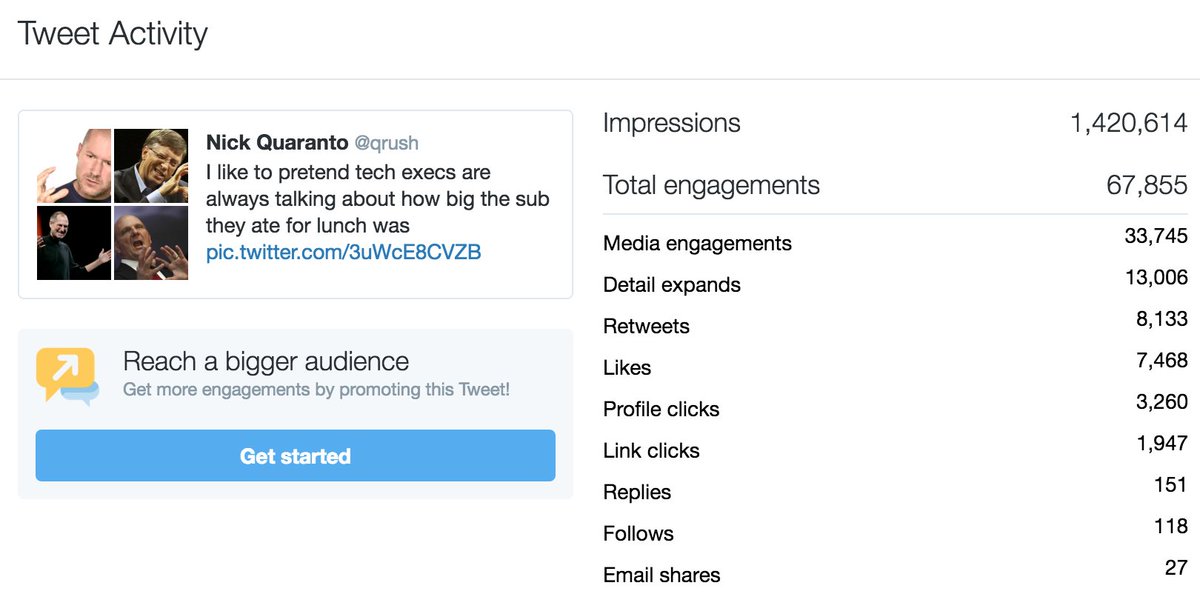 Tweet Activity
Nick Quaranto @qrush
I like to pretend tech execs are
always talking about how big the sub
they ate for lunch was
pic.twitter.com/3uWcE8CVZB
Reach a bigger audience
Get more engagements by promoting this Tweet!
Get started
Impressions 1,420,614
Total engagements 67,855
Media engagements 33,745
Detail expands 13,006
Retweets 8,133
Likes 7,468
Profile clicks 3,260
Link clicks 1,947
Replies 151
Follows 118
Email shares 27